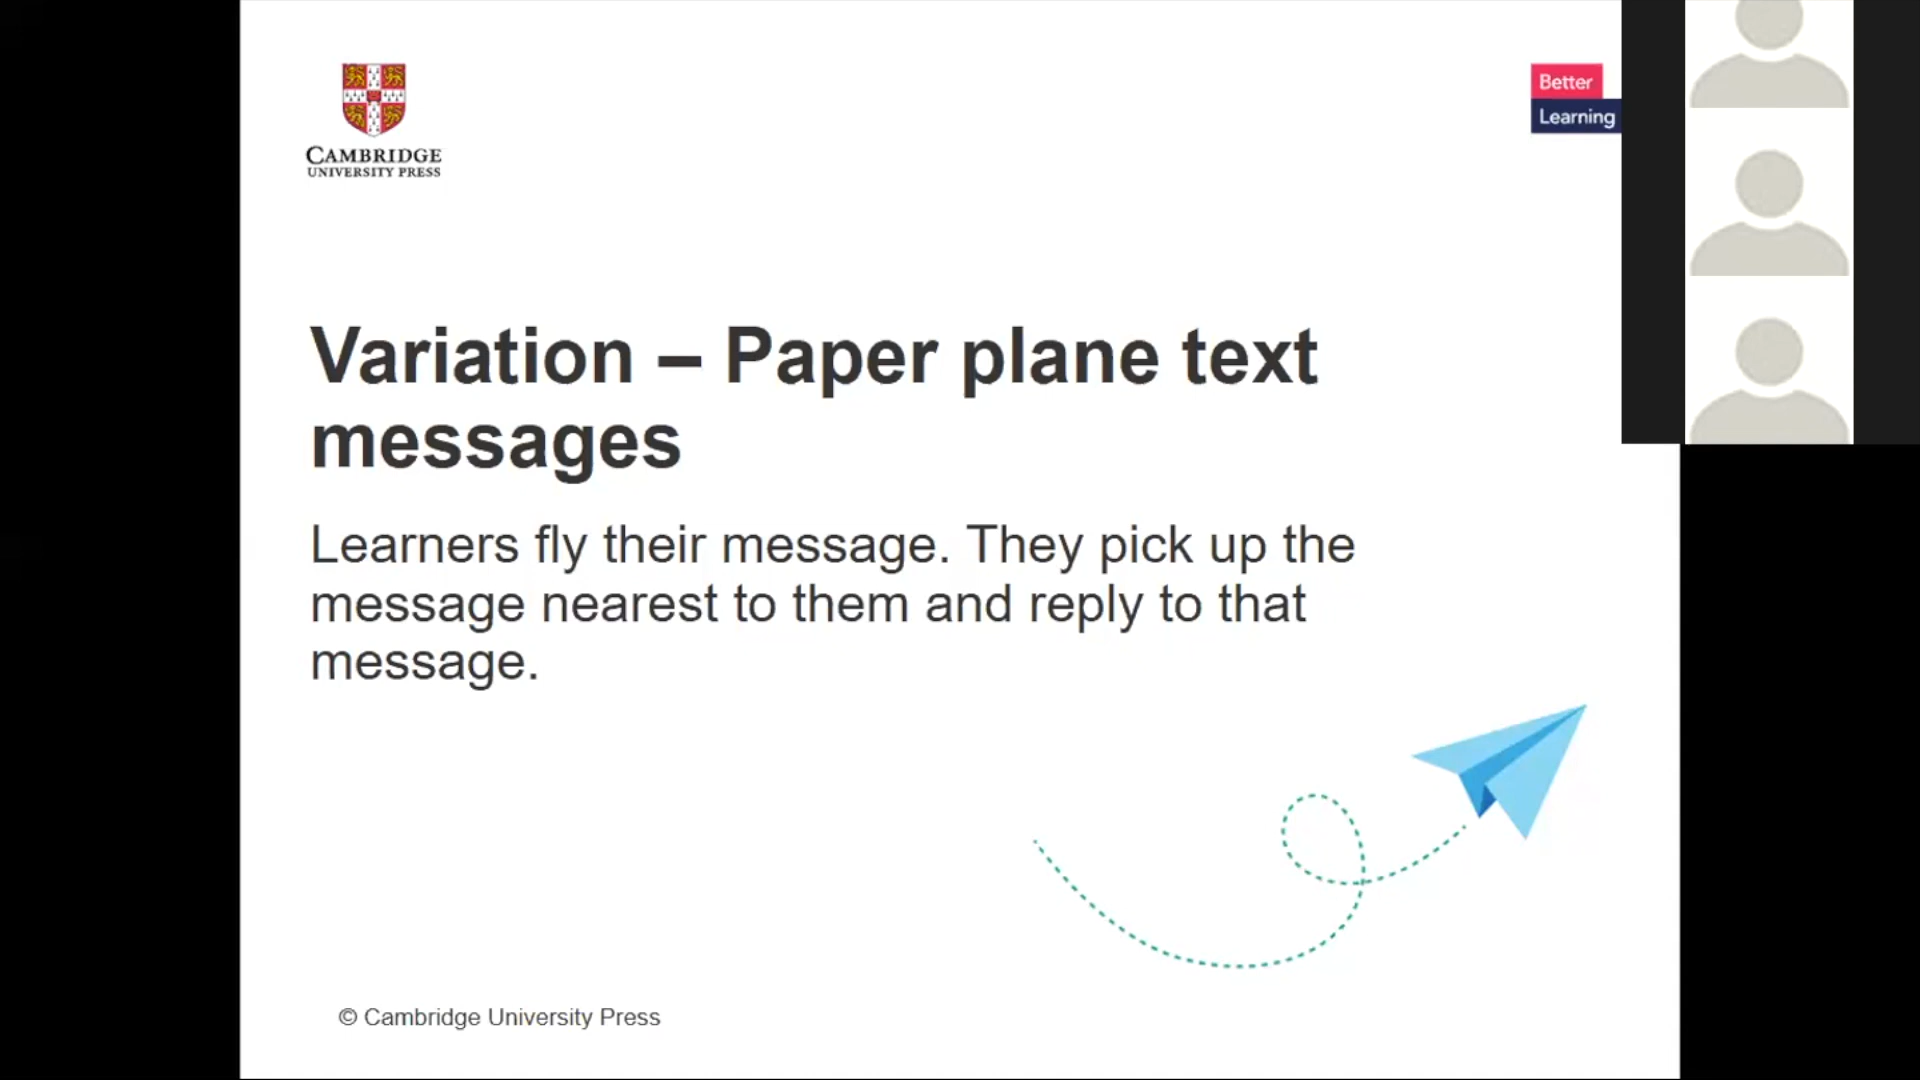 CAMBRIDGE
UNIVERSITY PRESS
Better
Learning
Variation – Paper plane text
messages
Learners fly their message. They pick up the
message nearest to them and reply to that
message.
© Cambridge University Press